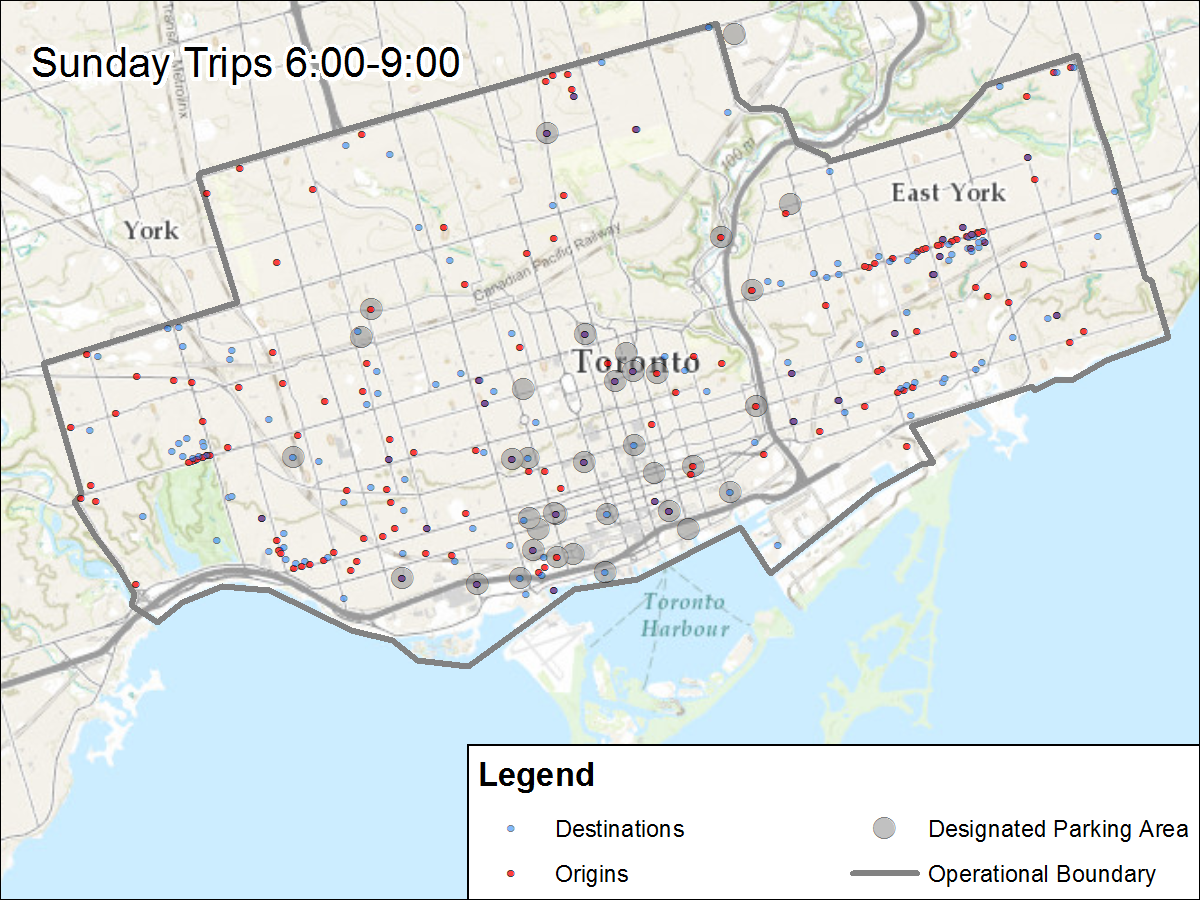 Sunday Trips 6:00-9:00
Trans Metrolinx
100 m
East York
York
Canadian Pacific Railway
Toronto
Toronto
Harbour
Legend
Destinations
Designated Parking Area
Origins
Operational Boundary